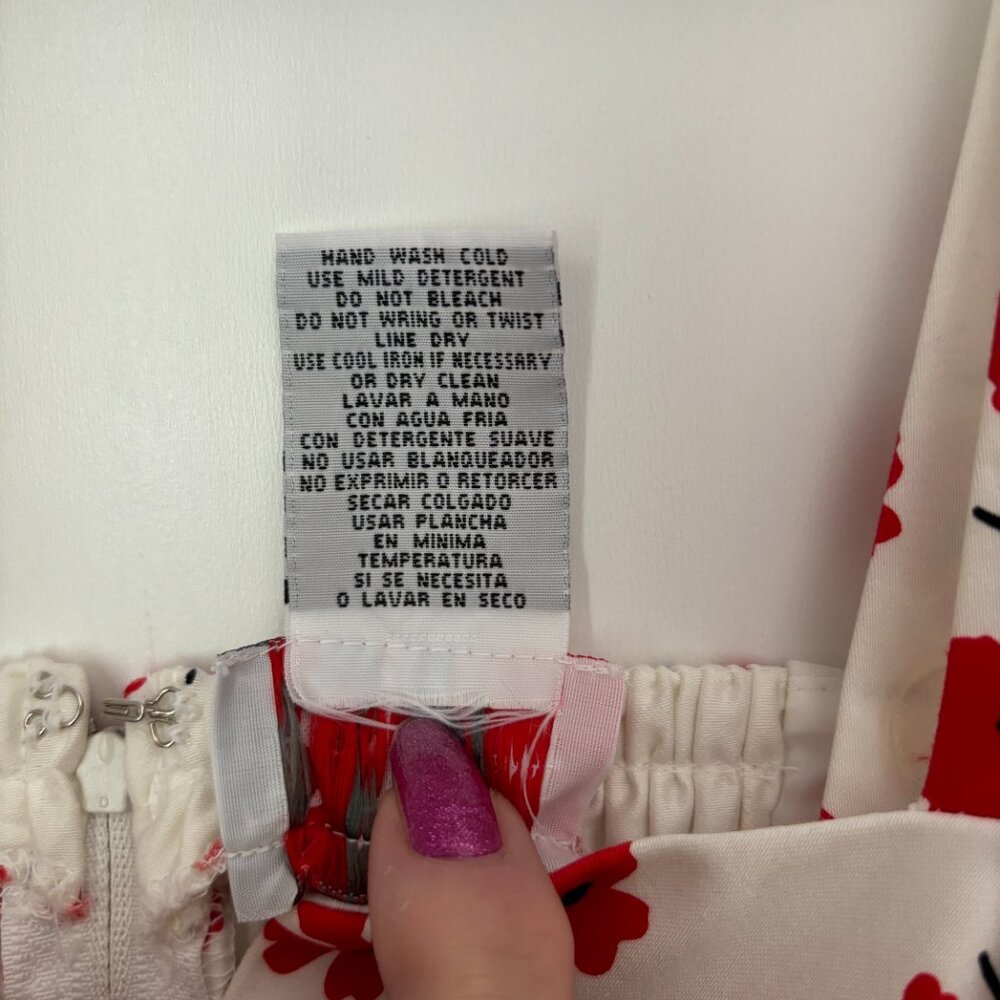 HAND WASH COLD
USE MILD DETERGENT
DO NOT BLEACH
DO NOT WRING OR TWIST
LINE DRY
USE COOL IRON IF NECESSARY
OR DRY CLEAN
LAVAR A MANO
CON AGUA FRIA
CON DETERGENTE SUAVE
NO USAR BLANQUEADOR
NO EXPRIMIR O RETORCER
SECAR COLGADO
USAR PLANCHA
EN MINIMA
TEMPERATURA
SI SE NECESITA
O LAVAR EN SECO